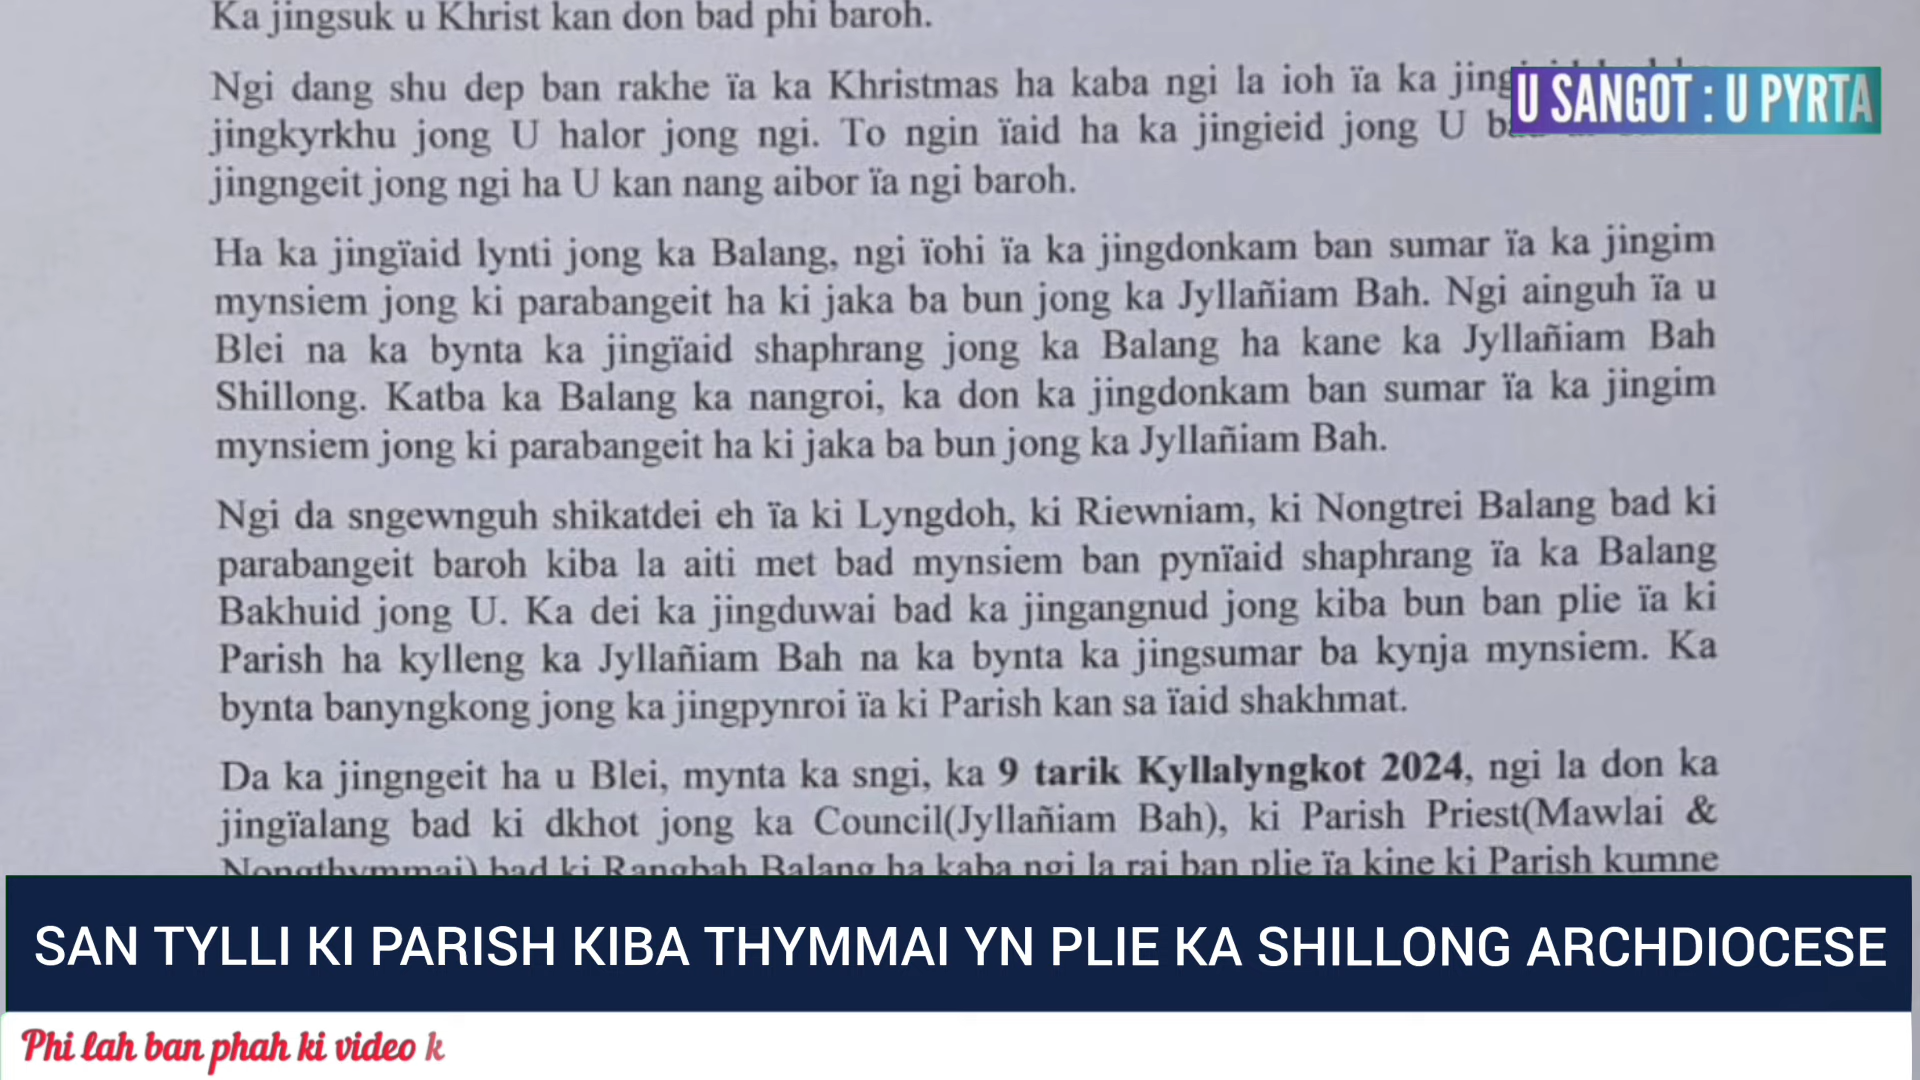 Ka jingsuk u Khrist kan don bad phi baroh.
Ngi dang shu dep ban rakhe ïa ka Khristmas ha kaba ngi la ioh ïa ka
U SANGOT : U PYRTA
jingkyrkhu jong U halor jong ngi. To ngin ïaid ha ka jingieid jong U
jingngeit jong ngi ha U kan nang aibor ïa ngi baroh.
Ha ka jingïaid lynti jong ka Balang, ngi ïohi ïa ka jingdonkam ban sumar ïa ka jingim
mynsiem jong ki parabangeit ha ki jaka ba bun jong ka Jyllañiam Bah. Ngi ainguh ïa u
Blei na ka bynta ka jingïaid shaphrang jong ka Balang ha kane ka Jyllañiam Bah
Shillong. Katba ka Balang ka nangroi, ka don ka jingdonkam ban sumar ïa ka jingim
mynsiem jong ki parabangeit ha ki jaka ba bun jong ka Jyllañiam Bah.
Ngi da sngewnguh shikatdei eh ïa ki Lyngdoh, ki Riewniam, ki Nongtrei Balang bad ki
parabangeit baroh kiba la aiti met bad mynsiem ban pynïaid shaphrang ïa ka Balang
Bakhuid jong U. Ka dei ka jingduwai bad ka jingangnud jong kiba bun ban plie ïa ki
Parish ha kylleng ka Jyllañiam Bah na ka bynta ka jingsumar ba kynja mynsiem. Ka
bynta banyngkong jong ka jingpynroi ïa ki Parish kan sa ïaid shakhmat.
Da ka jingngeit ha u Blei, mynta ka sngi, ka 9 tarik Kyllalyngkot 2024, ngi la don ka
jingïalang bad ki dkhot jong ka Council(Jyllañiam Bah), ki Parish Priest(Mawlai &
Nongthymmai) bad ki Rangbah Balang ha kaba ngi la rai ban plie ïa kine ki Parish kumne
SAN TYLLI KI PARISH KIBA THYMMAI YN PLIE KA SHILLONG ARCHDIOCESE
Phi lah ban phah ki video k